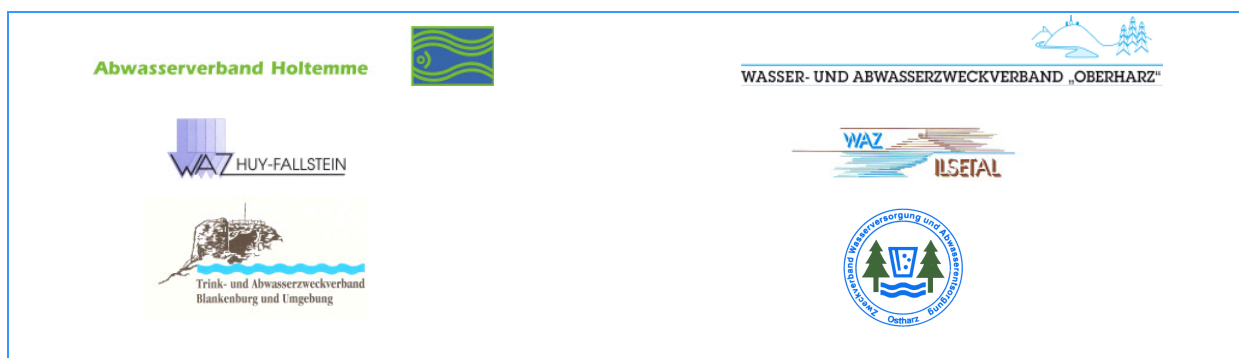 Abwasserverband Holtemme
WASSER- UND ABWASSERZWECKVERBAND „OBERHARZ“
WAZ HUY-FALLSTEIN
WAZ
ILSETAL
Trink- und Abwasserzweckverband
Blankenburg und Umgebung
Zweckverband Wasserversorgung und Abwasserentsorgung
Ostharz